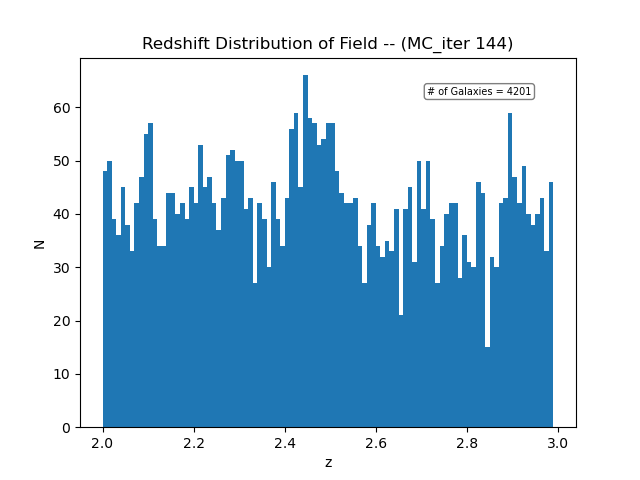 Redshift Distribution of Field -- (MC_iter 144)
# of Galaxies = 4201
60
50
40
30
20
10
0
N
2.0 2.2 2.4 2.6 2.8 3.0
z